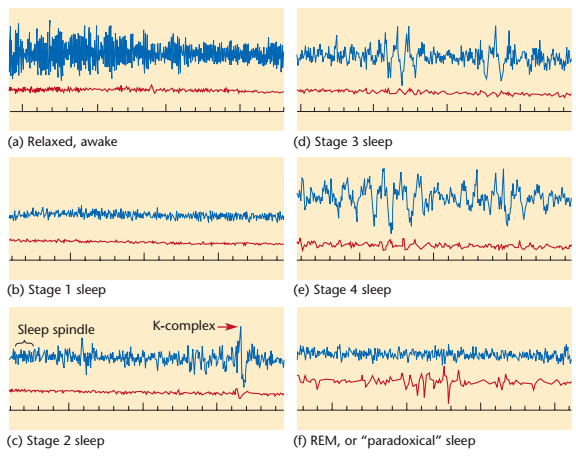 (a) Relaxed, awake
(b) Stage 1 sleep
Sleep spindle
K-complex
(c) Stage 2 sleep
(d) Stage 3 sleep
(e) Stage 4 sleep
(f) REM, or “paradoxical” sleep